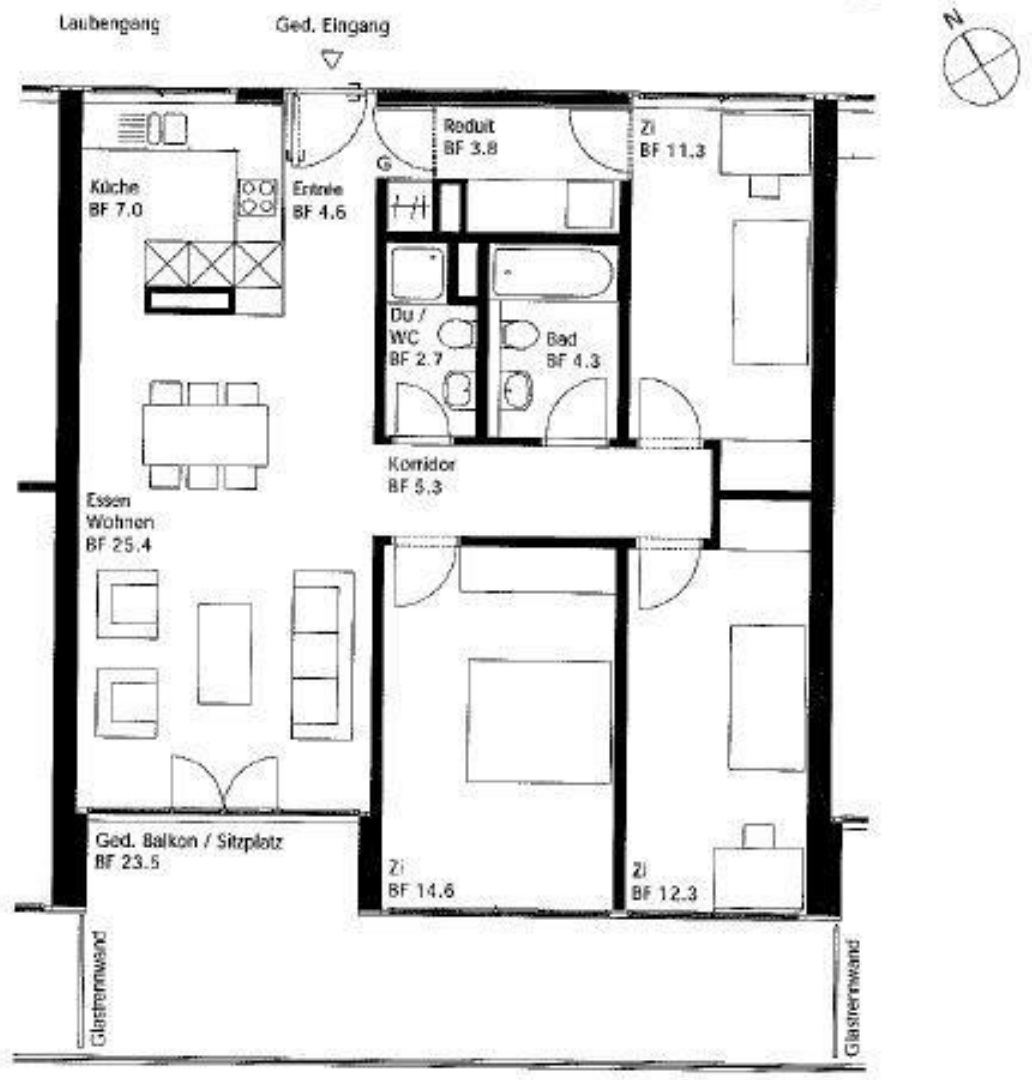 Laubengang
Ged. Eingang
N
Reduit
BF 3.8
Zi
BF 11.3
G
Küche
BF 7.0
Entrée
BF 4.6
Du /
WC
BF 2.7
Bad
BF 4.3
Korridor
BF 5.3
Essen
Wohnen
BF 25.4
Ged. Balkon / Sitzplatz
BF 23.5
Zi
BF 14.6
Zi
BF 12.3
Glastrennwand
Glastrennwand